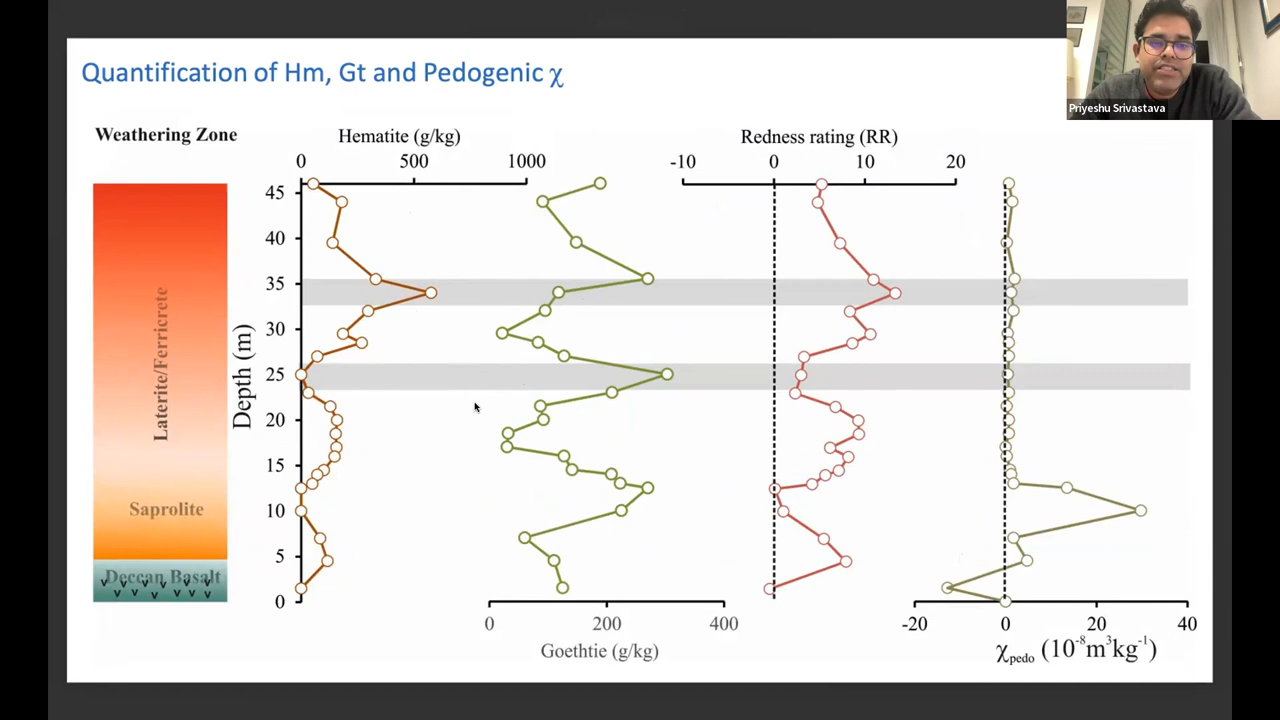 Quantification of Hm, Gt and Pedogenic χ
Priyeshu Srivastava
Weathering Zone
Hematite (g/kg)
Redness rating (RR)
0 500 1000
-10 0 10 20
45
40
35
30
25
20
15
10
5
0
Depth (m)
Laterite/Ferricrete
Saprolite
Deccan Basalt
v v v v v v
v v v v v
0 200 400
Goethtie (g/kg)
-20 0 20 40
χpedo (10⁻⁸m³kg⁻¹)